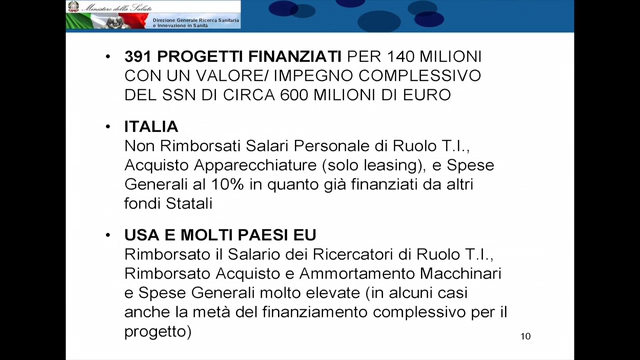 Ministero della Salute
Direzione Generale Ricerca Sanitaria
e Innovazione in Sanità
• 391 PROGETTI FINANZIATI PER 140 MILIONI
CON UN VALORE/ IMPEGNO COMPLESSIVO
DEL SSN DI CIRCA 600 MILIONI DI EURO
• ITALIA
Non Rimborsati Salari Personale di Ruolo T.I.,
Acquisto Apparecchiature (solo leasing), e Spese
Generali al 10% in quanto già finanziati da altri
fondi Statali
• USA E MOLTI PAESI EU
Rimborsato il Salario dei Ricercatori di Ruolo T.I.,
Rimborsato Acquisto e Ammortamento Macchinari
e Spese Generali molto elevate (in alcuni casi
anche la metà del finanziamento complessivo per il
progetto)
10